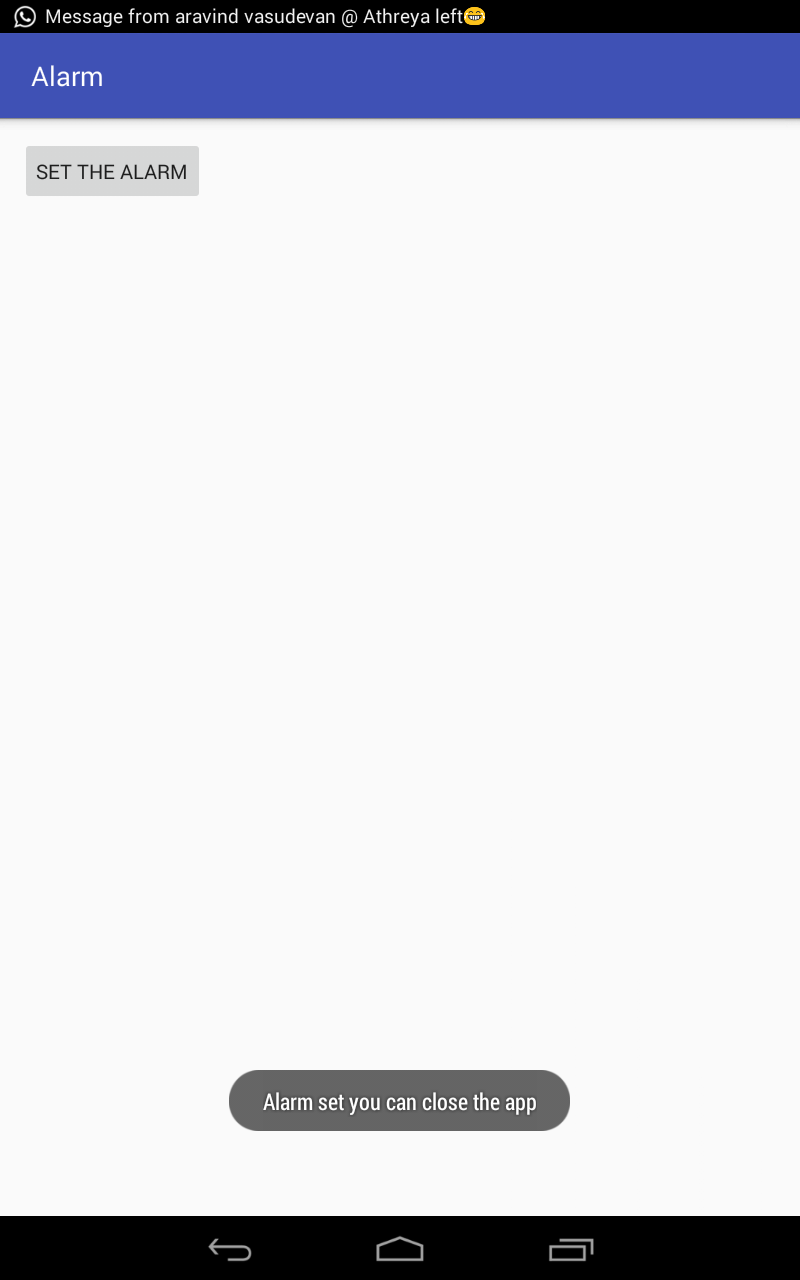 Message from aravind vasudevan @ Athreya left😁
Alarm
SET THE ALARM
Alarm set you can close the app